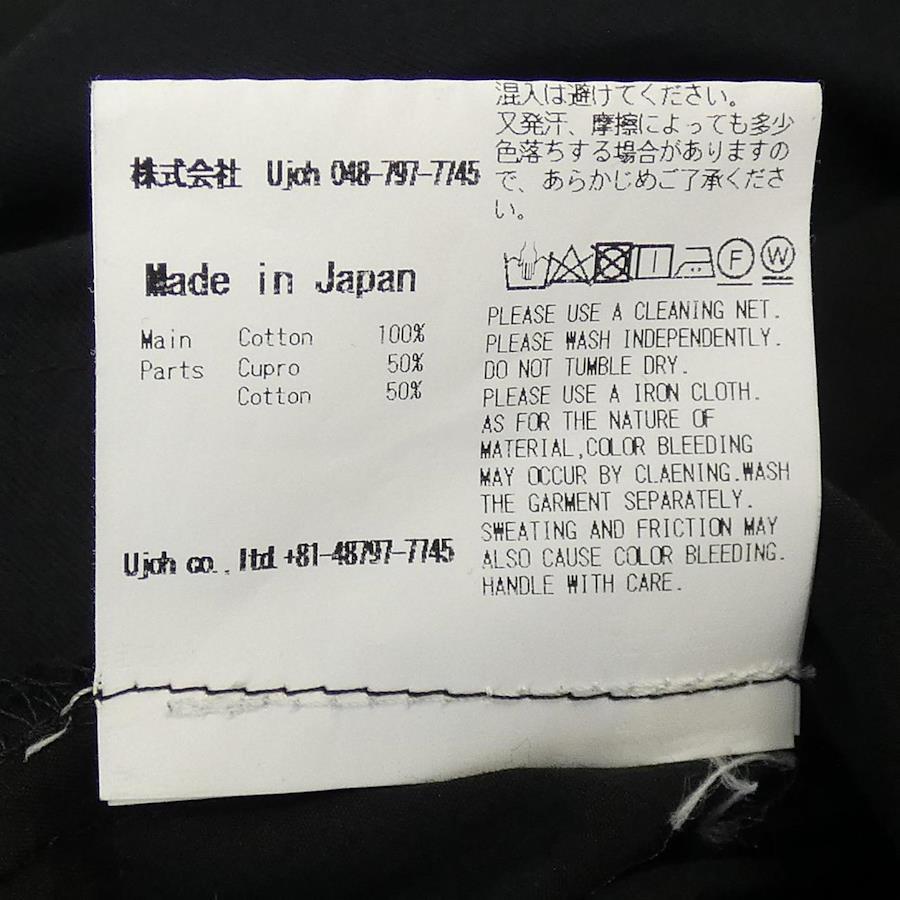 株式会社 Ujoh 048-797-7745
Made in Japan
Main Cotton 100%
Parts Cupro 50%
Cotton 50%
Ujoh co., ltd. +81-48797-7745
混入は避けてください。
又発汗、摩擦によっても多少
色落ちする場合がありますの
で、あらかじめご了承くださ
い。
F W
PLEASE USE A CLEANING NET.
PLEASE WASH INDEPENDENTLY.
DO NOT TUMBLE DRY.
PLEASE USE A IRON CLOTH.
AS FOR THE NATURE OF
MATERIAL,COLOR BLEEDING
MAY OCCUR BY CLAENING.WASH
THE GARMENT SEPARATELY.
SWEATING AND FRICTION MAY
ALSO CAUSE COLOR BLEEDING.
HANDLE WITH CARE.